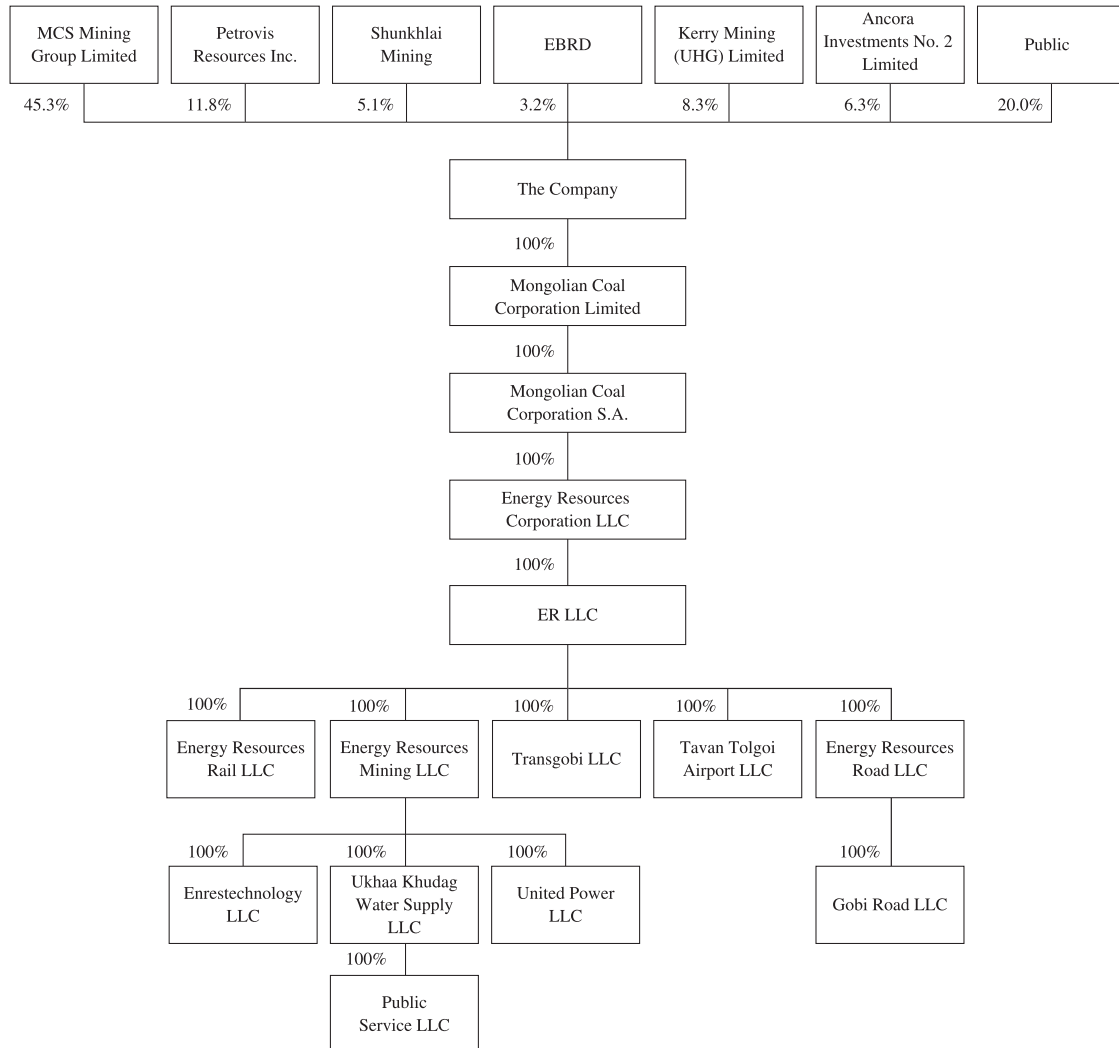 MCS Mining
Group Limited
Petrovis
Resources Inc.
Shunkhlai
Mining
EBRD
Kerry Mining
(UHG) Limited
Ancora
Investments No. 2
Limited
Public
45.3%
11.8%
5.1%
3.2%
8.3%
6.3%
20.0%
The Company
100%
Mongolian Coal
Corporation Limited
100%
Mongolian Coal
Corporation S.A.
100%
Energy Resources
Corporation LLC
100%
ER LLC
100%
100%
100%
100%
100%
Energy Resources
Rail LLC
Energy Resources
Mining LLC
Transgobi LLC
Tavan Tolgoi
Airport LLC
Energy Resources
Road LLC
100%
100%
100%
100%
Enrestechnology
LLC
Ukhaa Khudag
Water Supply
LLC
United Power
LLC
Gobi Road LLC
100%
Public
Service LLC